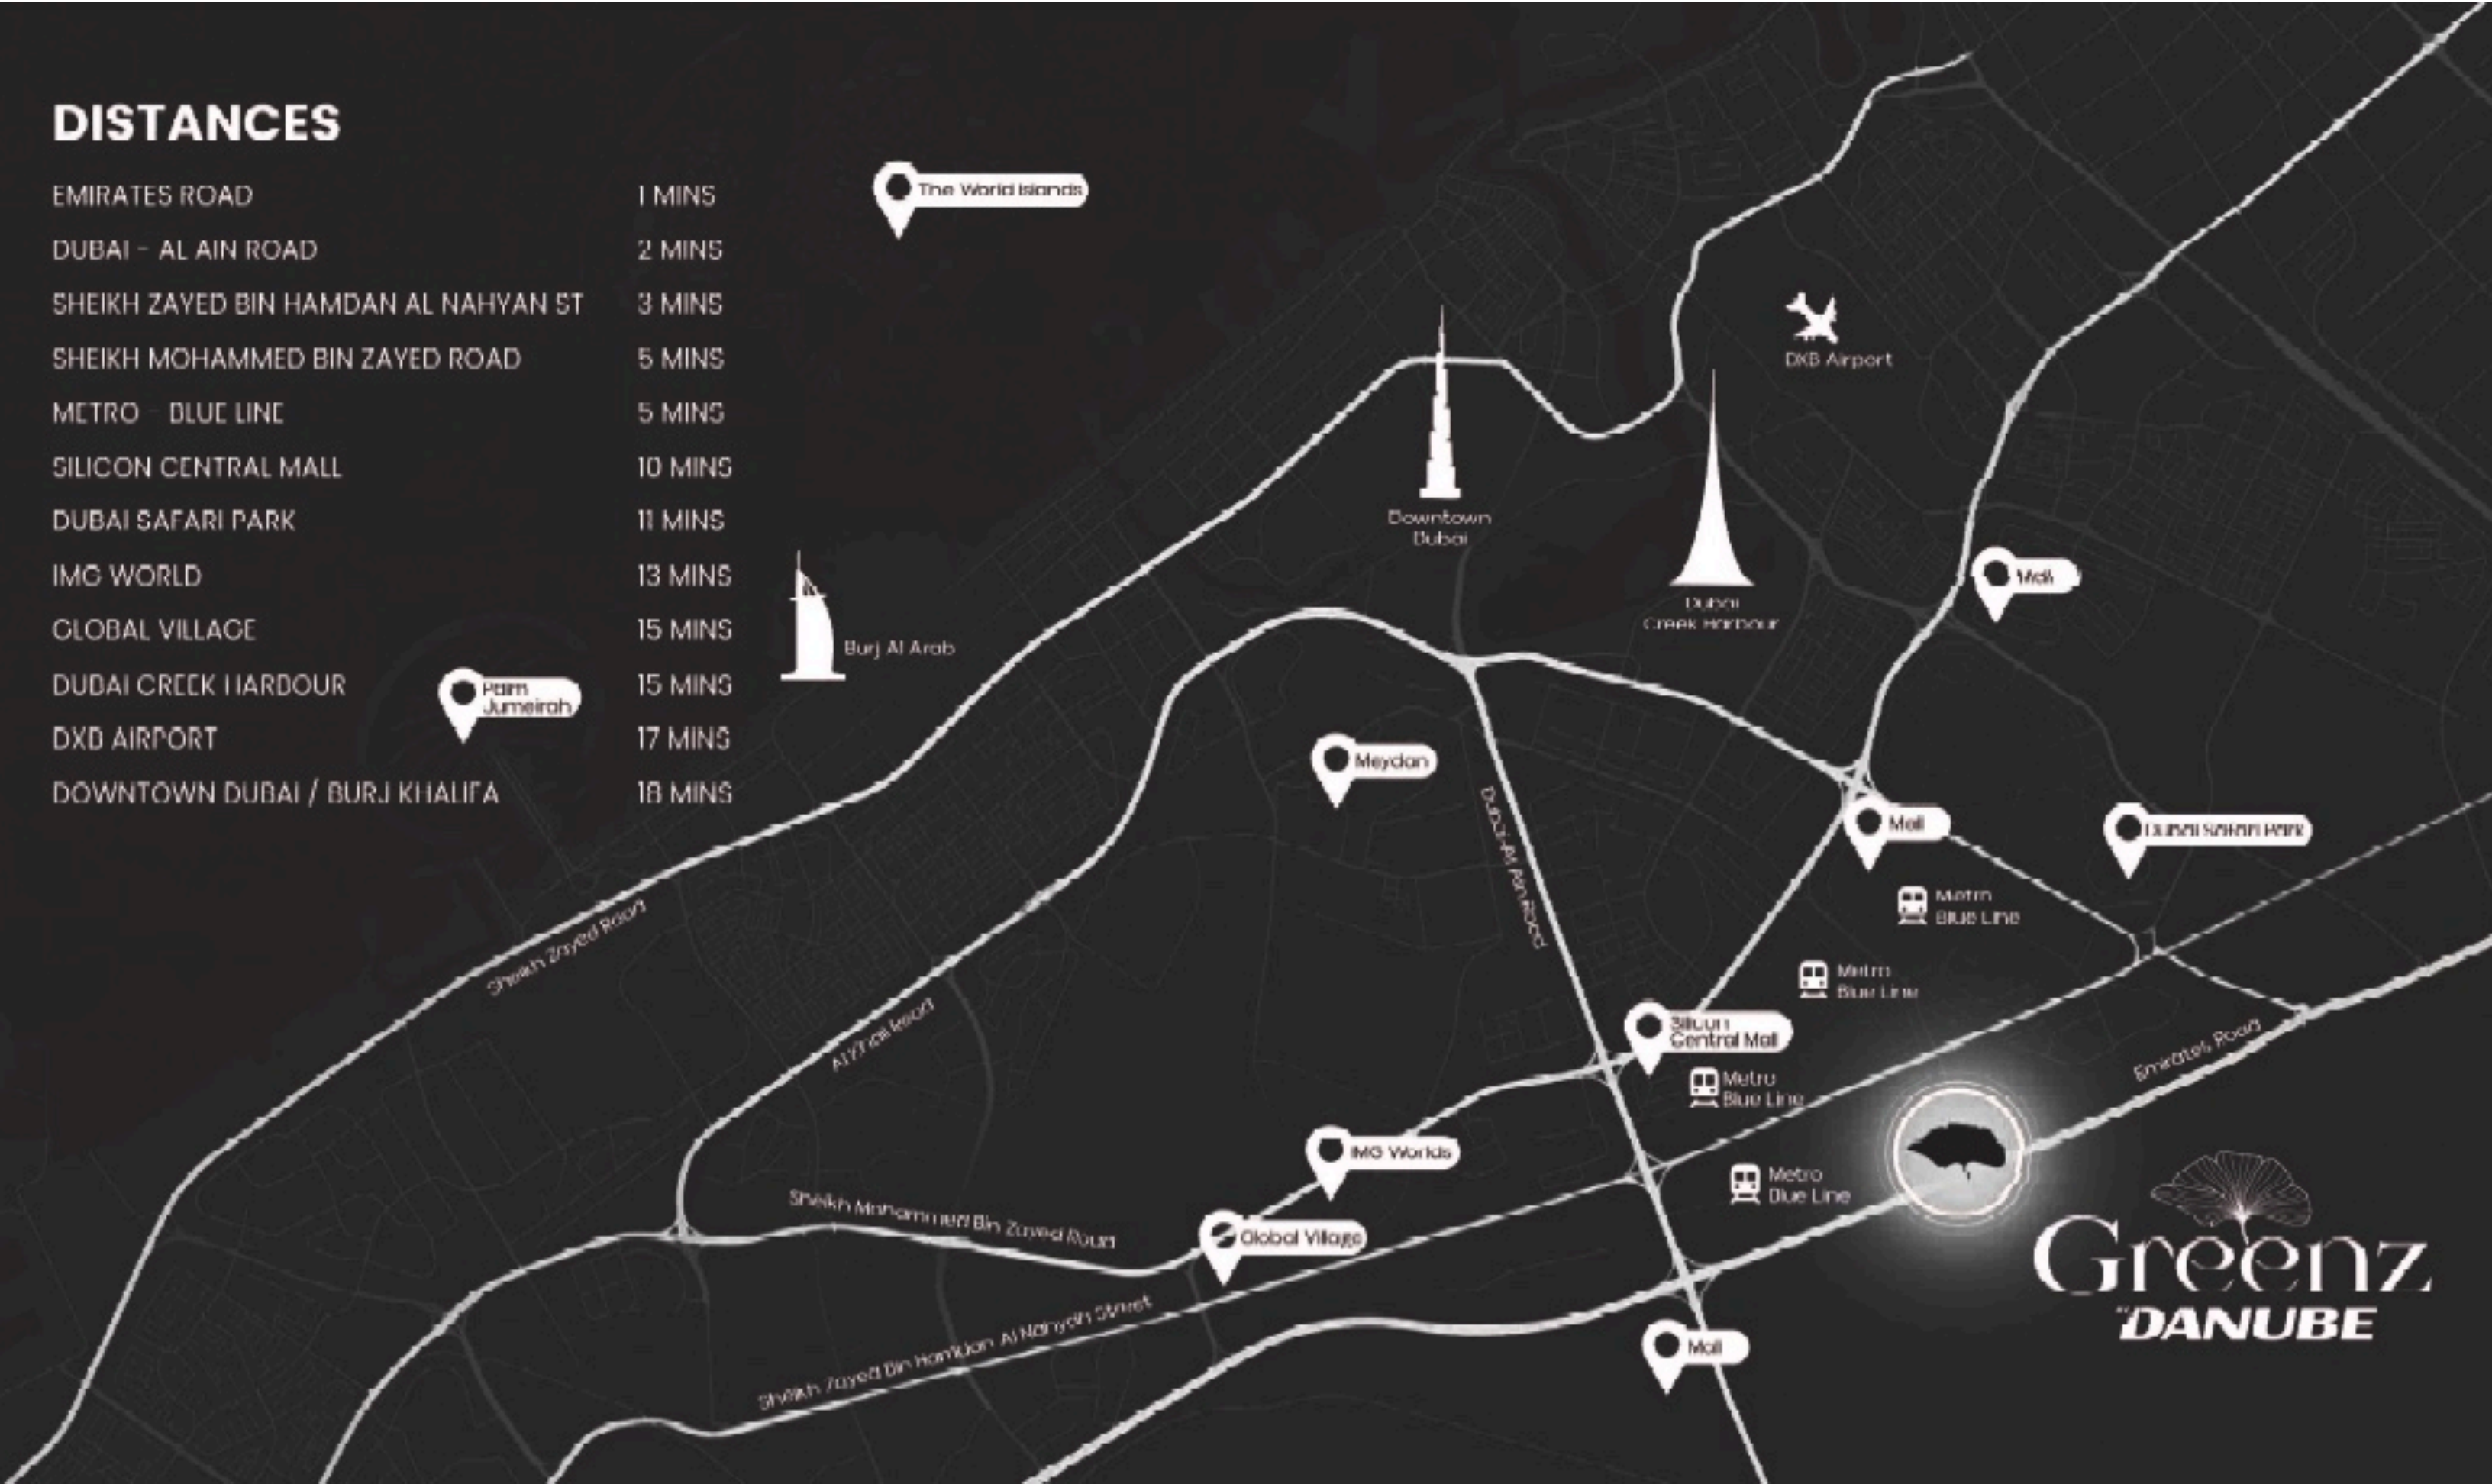 DISTANCES
EMIRATES ROAD 1 MINS
DUBAI - AL AIN ROAD 2 MINS
SHEIKH ZAYED BIN HAMDAN AL NAHYAN ST 3 MINS
SHEIKH MOHAMMED BIN ZAYED ROAD 5 MINS
METRO - BLUE LINE 5 MINS
SILICON CENTRAL MALL 10 MINS
DUBAI SAFARI PARK 11 MINS
IMG WORLD 13 MINS
GLOBAL VILLAGE 15 MINS
DUBAI CREEK HARBOUR 15 MINS
DXB AIRPORT 17 MINS
DOWNTOWN DUBAI / BURJ KHALIFA 18 MINS
The World Islands
DXB Airport
Downtown
Dubai
Dubai
Creek Harbour
Mall
Burj Al Arab
Palm
Jumeirah
Meydan
Mall
Dubai Safari Park
Dubai-Al Ain Road
Metro
Blue Line
Sheikh Zayed Road
Metro
Blue Line
Al Khail Road
Silicon
Central Mall
Emirates Road
Metro
Blue Line
IMG Worlds
Metro
Blue Line
Sheikh Mohammed Bin Zayed Road
Global Village
Sheikh Zayed Bin Hamdan Al Nahyan Street
Mall
Greenz
BY DANUBE